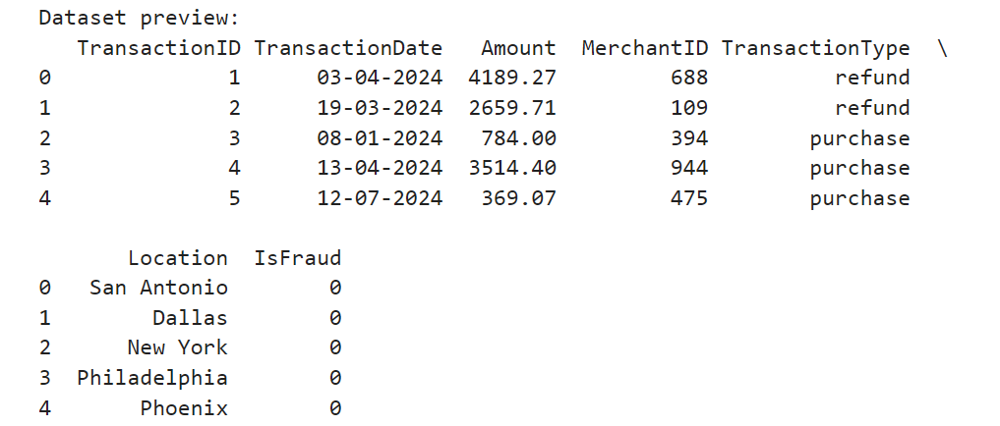 Dataset preview:
TransactionID TransactionDate Amount MerchantID TransactionType \
0 1 03-04-2024 4189.27 688 refund
1 2 19-03-2024 2659.71 109 refund
2 3 08-01-2024 784.00 394 purchase
3 4 13-04-2024 3514.40 944 purchase
4 5 12-07-2024 369.07 475 purchase
Location IsFraud
0 San Antonio 0
1 Dallas 0
2 New York 0
3 Philadelphia 0
4 Phoenix 0